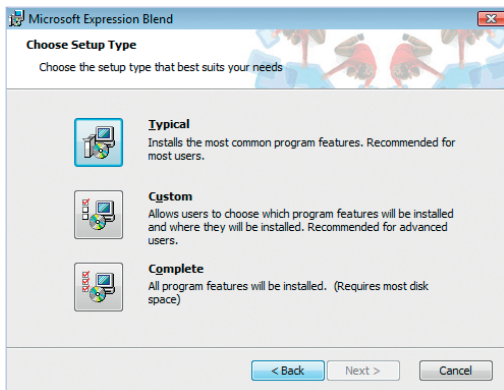 Microsoft Expression Blend
Choose Setup Type
Choose the setup type that best suits your needs
Typical
Installs the most common program features. Recommended for
most users.
Custom
Allows users to choose which program features will be installed
and where they will be installed. Recommended for advanced
users.
Complete
All program features will be installed.  (Requires most disk
space)
< Back Next > Cancel